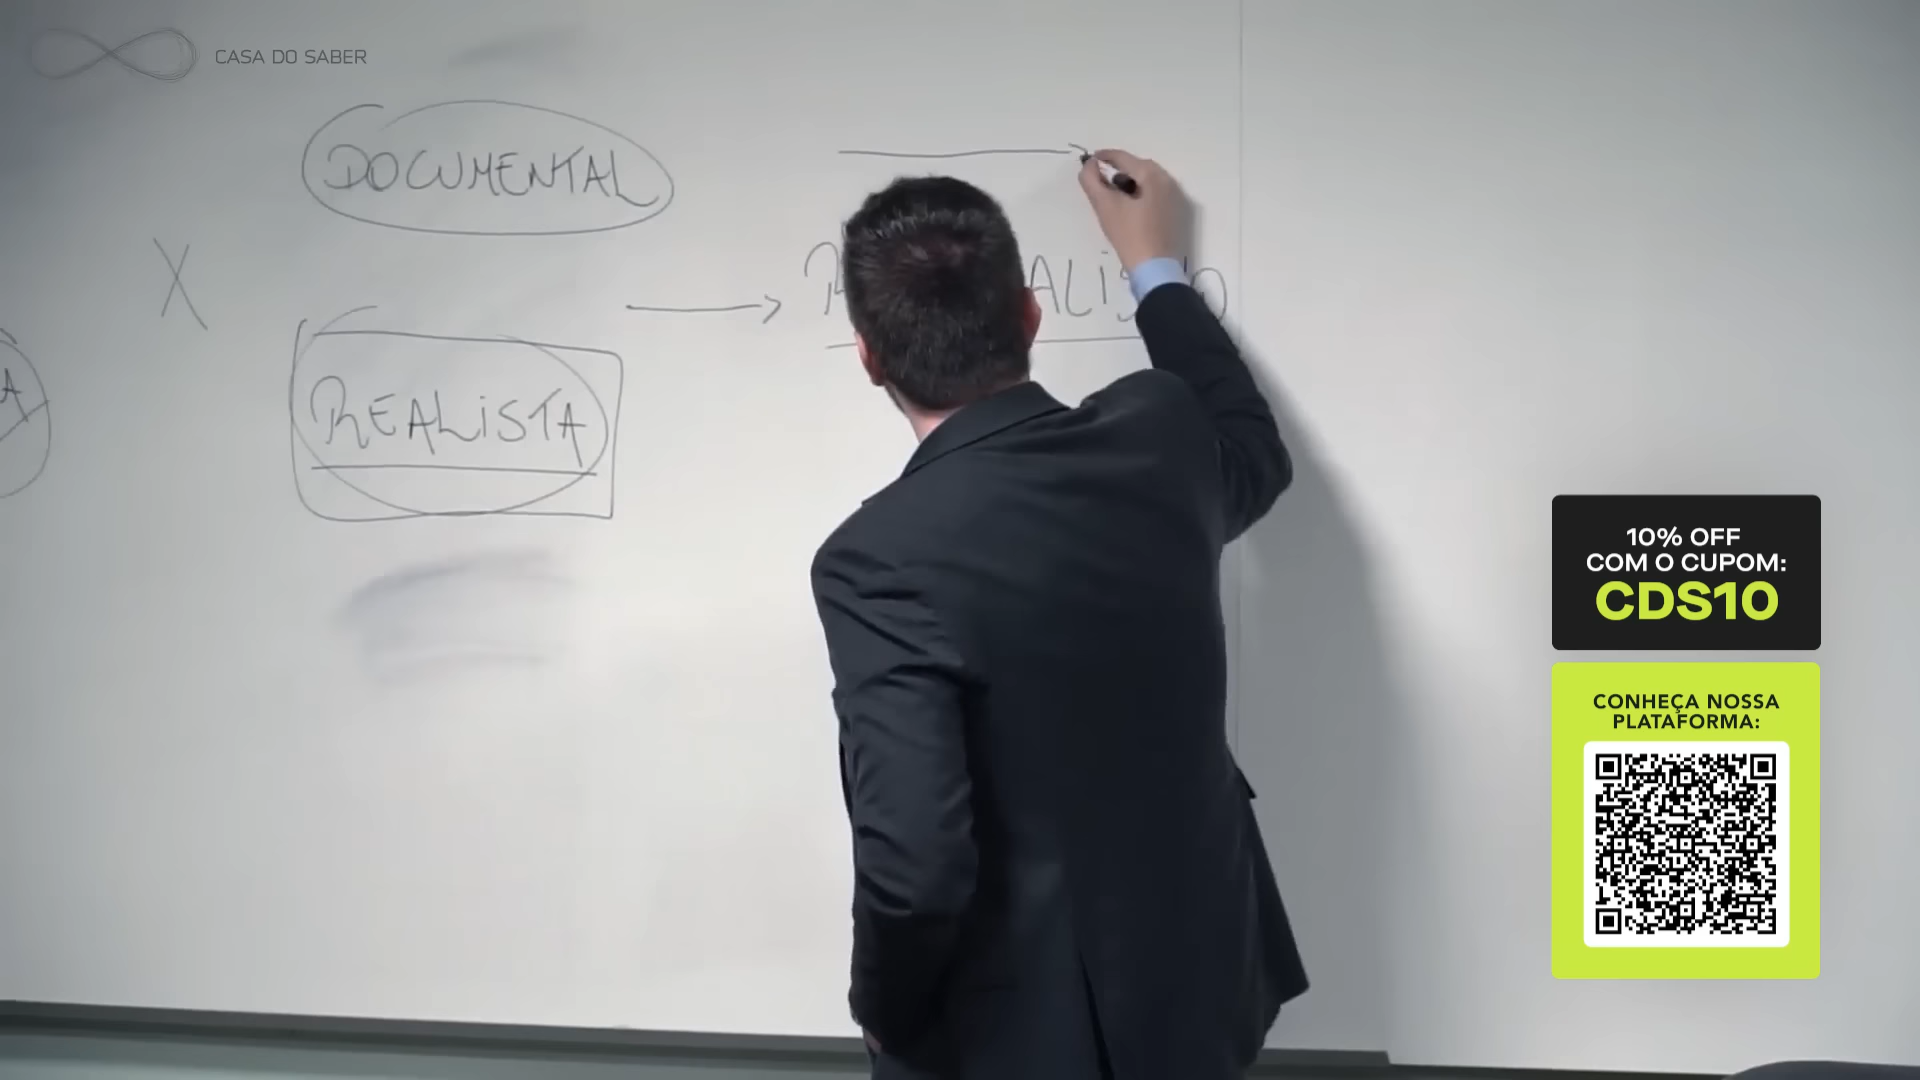 CASA DO SABER
DOCUMENTAL
X
REALISTA
10% OFF
COM O CUPOM:
CDS10
CONHEÇA NOSSA
PLATAFORMA: